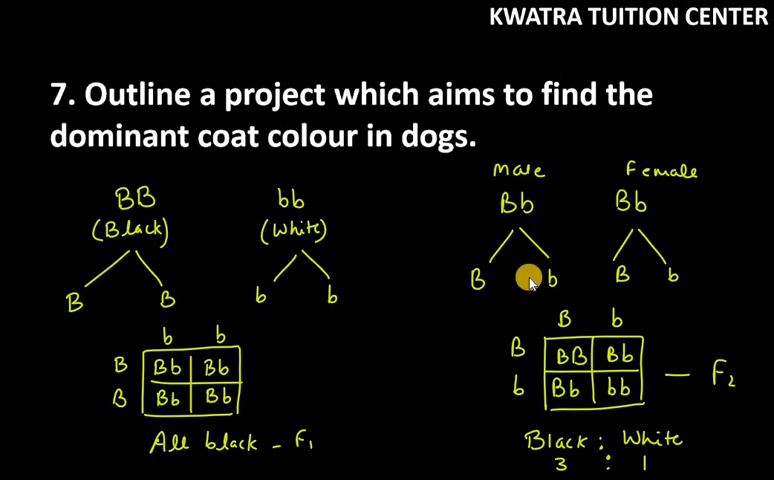 KWATRA TUITION CENTER
7. Outline a project which aims to find the
dominant coat colour in dogs.
BB
(Black)
B B
bb
(White)
b b
b b
B Bb Bb
B Bb Bb
All black - F₁
Male Female
Bb Bb
B b B b
B b
B BB Bb
b Bb bb
— F₂
Black : White
3 : 1